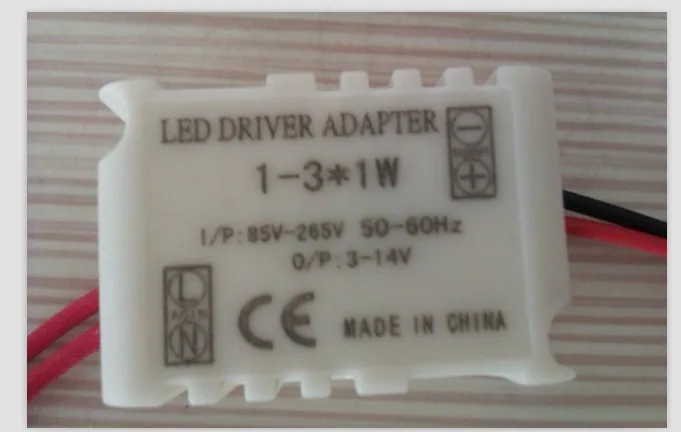 LED DRIVER ADAPTER
−
+
1-3*1W
I/P:85V-265V 50-60Hz
O/P:3-14V
L
N
CE
MADE IN CHINA